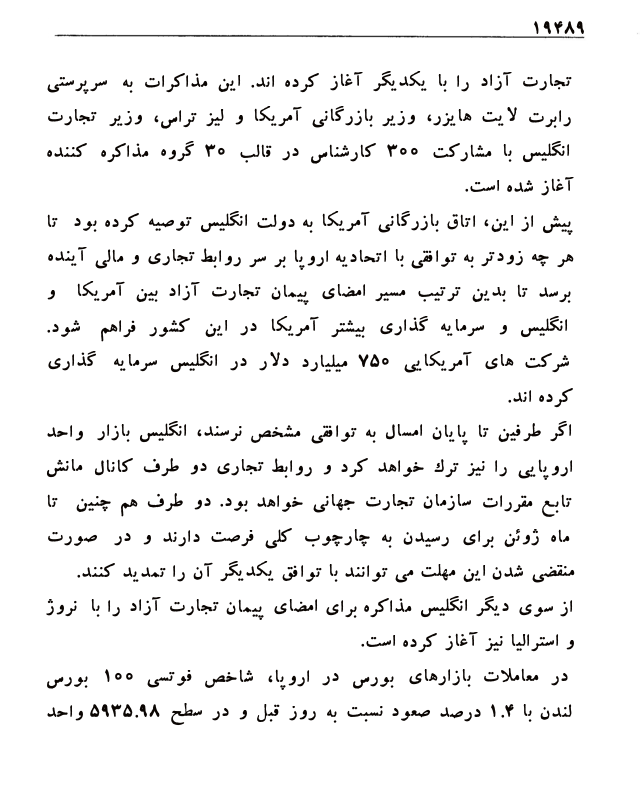 ۱۹۴۸۹
تجارت آزاد را با یکدیگر آغاز کرده اند. این مذاکرات به سرپرستی
رابرت لایت هایزر، وزیر بازرگانی آمریکا و لیز تراس، وزیر تجارت
انگلیس با مشارکت ۳۰۰ کارشناس در قالب ۳۰ گروه مذاکره کننده
آغاز شده است.
پیش از این، اتاق بازرگانی آمریکا به دولت انگلیس توصیه کرده بود تا
هر چه زودتر به توافقی با اتحادیه اروپا بر سر روابط تجاری و مالی آینده
برسد تا بدین ترتیب مسیر امضای پیمان تجارت آزاد بین آمریکا و
انگلیس و سرمایه گذاری بیشتر آمریکا در این کشور فراهم شود.
شرکت های آمریکایی ۷۵۰ میلیارد دلار در انگلیس سرمایه گذاری
کرده اند.
اگر طرفین تا پایان امسال به توافقی مشخص نرسند، انگلیس بازار واحد
اروپایی را نیز ترك خواهد کرد و روابط تجاری دو طرف کانال مانش
تابع مقررات سازمان تجارت جهانی خواهد بود. دو طرف هم چنین تا
ماه ژوئن برای رسیدن به چارچوب کلی فرصت دارند و در صورت
منقضی شدن این مهلت می توانند با توافق یکدیگر آن را تمدید کنند.
از سوی دیگر انگلیس مذاکره برای امضای پیمان تجارت آزاد را با نروژ
و استرالیا نیز آغاز کرده است.
در معاملات بازارهای بورس در اروپا، شاخص فوتسی ۱۰۰ بورس
لندن با ۱.۴ درصد صعود نسبت به روز قبل و در سطح ۵۹۳۵.۹۸ واحد